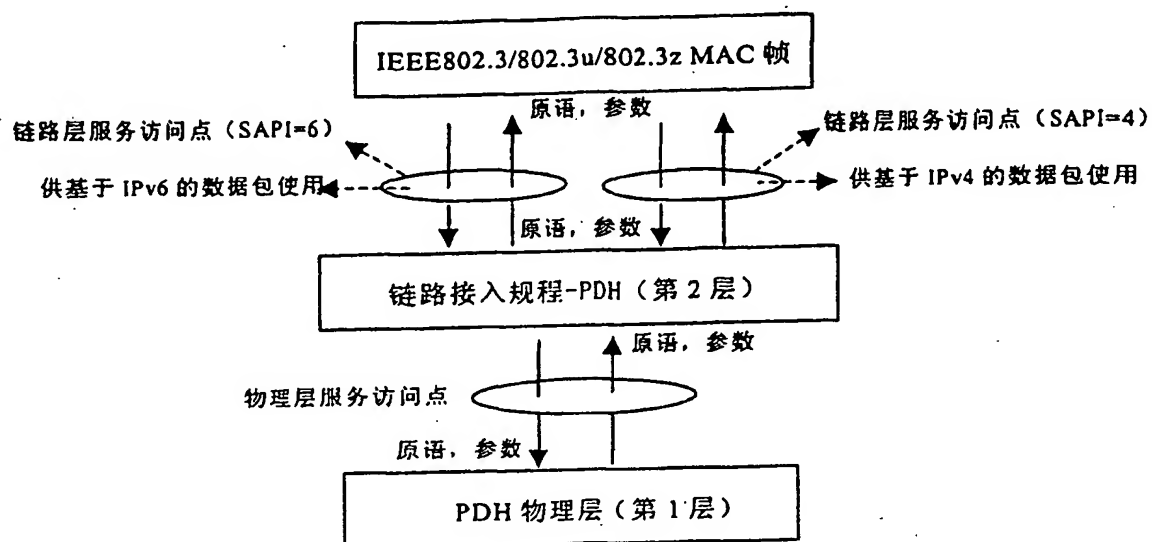 IEEE802.3/802.3u/802.3z MAC 帧
原语，参数
链路层服务访问点（SAPI=6）
链路层服务访问点（SAPI=4）
供基于 IPv6 的数据包使用
供基于 IPv4 的数据包使用
原语，参数
链路接入规程-PDH（第 2 层）
原语，参数
物理层服务访问点
原语，参数
PDH 物理层（第 1 层）